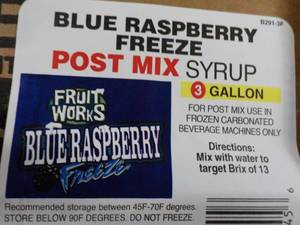 B291-3F
BLUE RASPBERRY
FREEZE
POST MIX SYRUP
3 GALLON
FRUIT
WORKS
BLUE RASPBERRY
Freeze
FOR POST MIX USE IN
FROZEN CARBONATED
BEVERAGE MACHINES ONLY
Directions:
Mix with water to
target Brix of 13
Recommended storage between 45F-70F degrees.
STORE BELOW 90F DEGREES. DO NOT FREEZE.
45 6